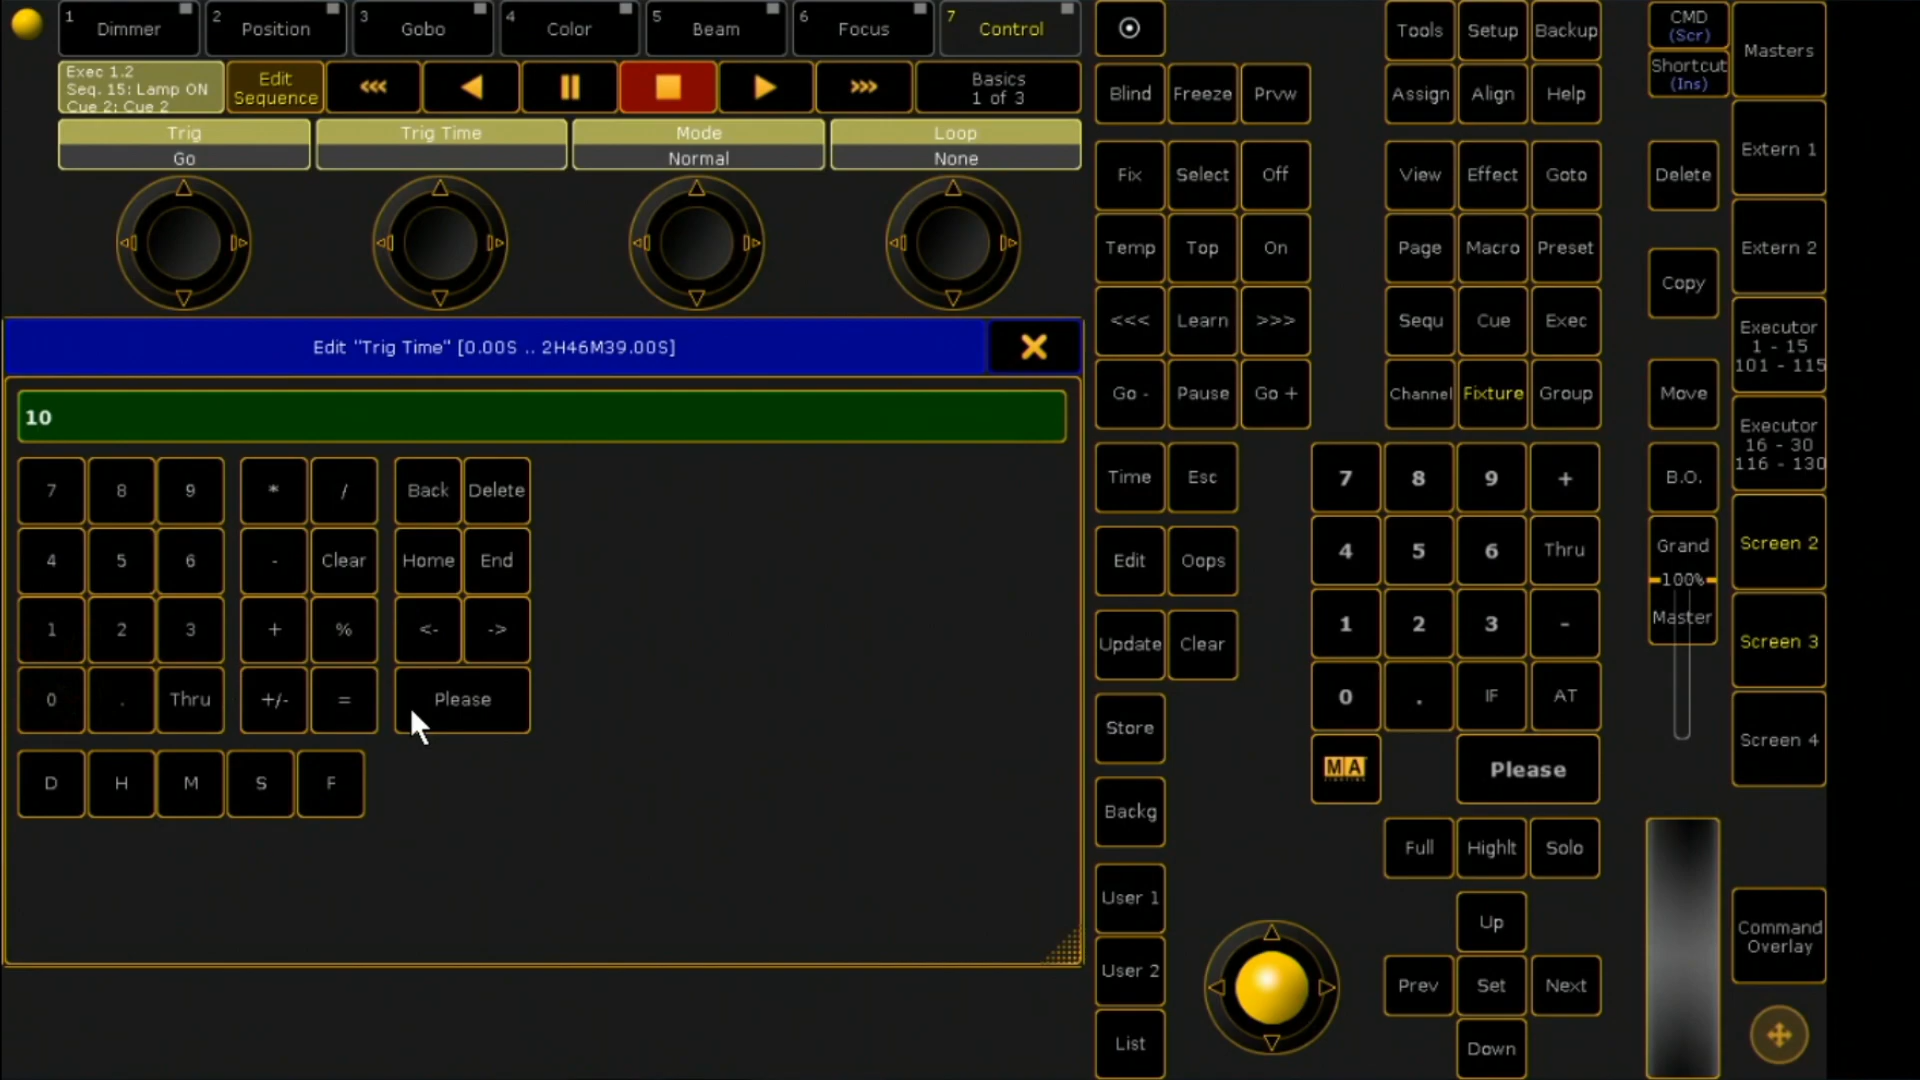 1 Dimmer
2 Position
3 Gobo
4 Color
5 Beam
6 Focus
7 Control
Exec 1.2
Seq. 15: Lamp ON
Cue 2: Cue 2
Edit
Sequence
Basics
1 of 3
Trig
Go
Trig Time
Mode
Normal
Loop
None
Edit "Trig Time" [0.00S .. 2H46M39.00S]
10
7 8 9 * / Back Delete
4 5 6 - Clear Home End
1 2 3 + % <- ->
0 . Thru +/- = Please
D H M S F
Blind Freeze Prvw
Fix Select Off
Temp Top On
<<< Learn >>>
Go - Pause Go +
Time Esc
Edit Oops
Update Clear
Store
Backg
User 1
User 2
List
Tools Setup Backup
Assign Align Help
View Effect Goto
Page Macro Preset
Sequ Cue Exec
Channel Fixture Group
7 8 9 +
4 5 6 Thru
1 2 3 -
0 . IF AT
MA
LIGHTING
Please
Full Highlt Solo
Up
Prev Set Next
Down
CMD
(Scr)
Shortcut
(Ins)
Delete
Copy
Move
B.O.
Grand
100%
Master
Masters
Extern 1
Extern 2
Executor
1 - 15
101 - 115
Executor
16 - 30
116 - 130
Screen 2
Screen 3
Screen 4
Command
Overlay